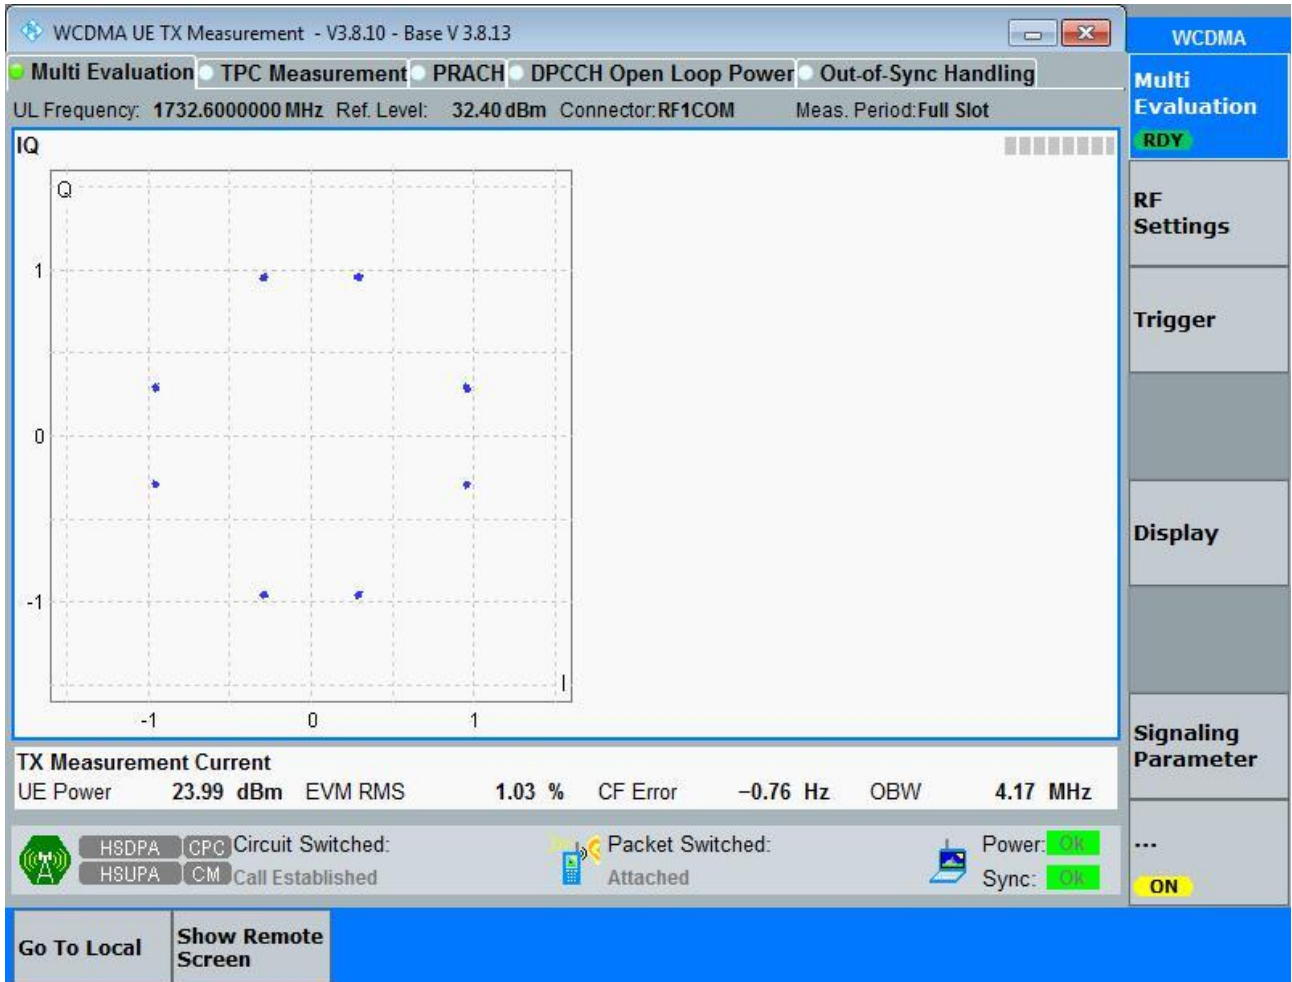 WCDMA UE TX Measurement - V3.8.10 - Base V 3.8.13
WCDMA
Multi Evaluation TPC Measurement PRACH DPCCH Open Loop Power Out-of-Sync Handling
UL Frequency: 1732.6000000 MHz Ref. Level: 32.40 dBm Connector: RF1COM Meas. Period: Full Slot
IQ
Q
1
0
-1
I
-1 0 1
TX Measurement Current
UE Power 23.99 dBm EVM RMS 1.03 % CF Error −0.76 Hz OBW 4.17 MHz
HSDPA CPC Circuit Switched: Packet Switched: Power: Ok
HSUPA CM Call Established Attached Sync: Ok
Multi
Evaluation
RDY
RF
Settings
Trigger
Display
Signaling
Parameter
...
ON
Go To Local
Show Remote
Screen